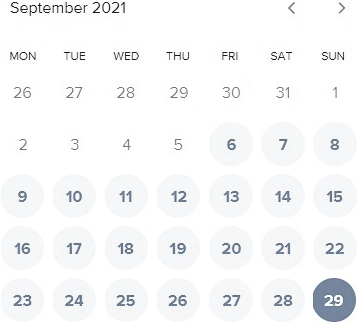 September 2021
MON TUE WED THU FRI SAT SUN
26 27 28 29 30 31 1
2 3 4 5 6 7 8
9 10 11 12 13 14 15
16 17 18 19 20 21 22
23 24 25 26 27 28 29